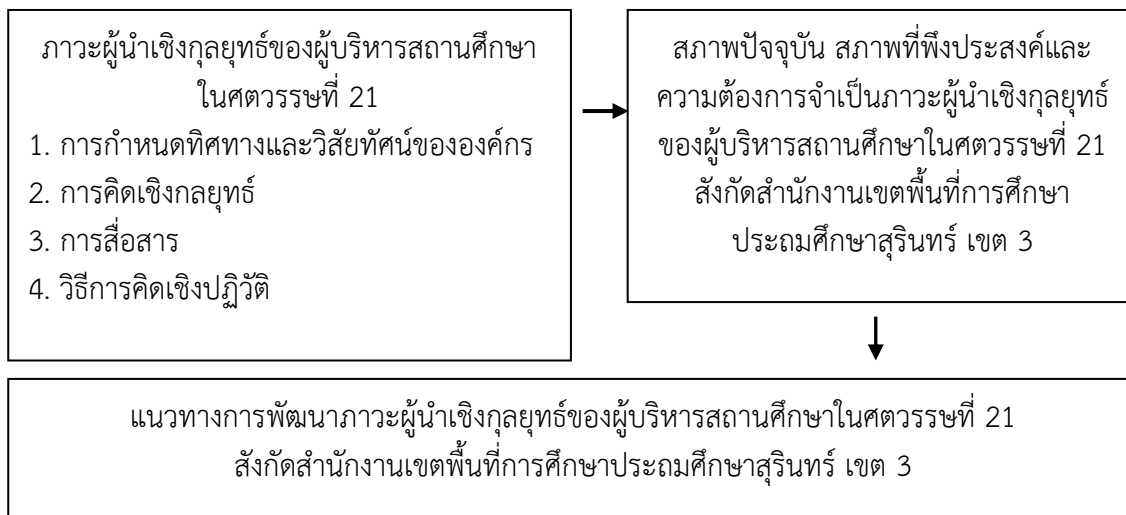 ภาวะผู้นำเชิงกุลยุทธ์ของผู้บริหารสถานศึกษา
ในศตวรรษที่ 21
1. การกำหนดทิศทางและวิสัยทัศน์ขององค์กร
2. การคิดเชิงกลยุทธ์
3. การสื่อสาร
4. วิธีการคิดเชิงปฏิวัติ
สภาพปัจจุบัน สภาพที่พึงประสงค์และ
ความต้องการจำเป็นภาวะผู้นำเชิงกุลยุทธ์
ของผู้บริหารสถานศึกษาในศตวรรษที่ 21
สังกัดสำนักงานเขตพื้นที่การศึกษา
ประถมศึกษาสุรินทร์ เขต 3
แนวทางการพัฒนาภาวะผู้นำเชิงกุลยุทธ์ของผู้บริหารสถานศึกษาในศตวรรษที่ 21
สังกัดสำนักงานเขตพื้นที่การศึกษาประถมศึกษาสุรินทร์ เขต 3